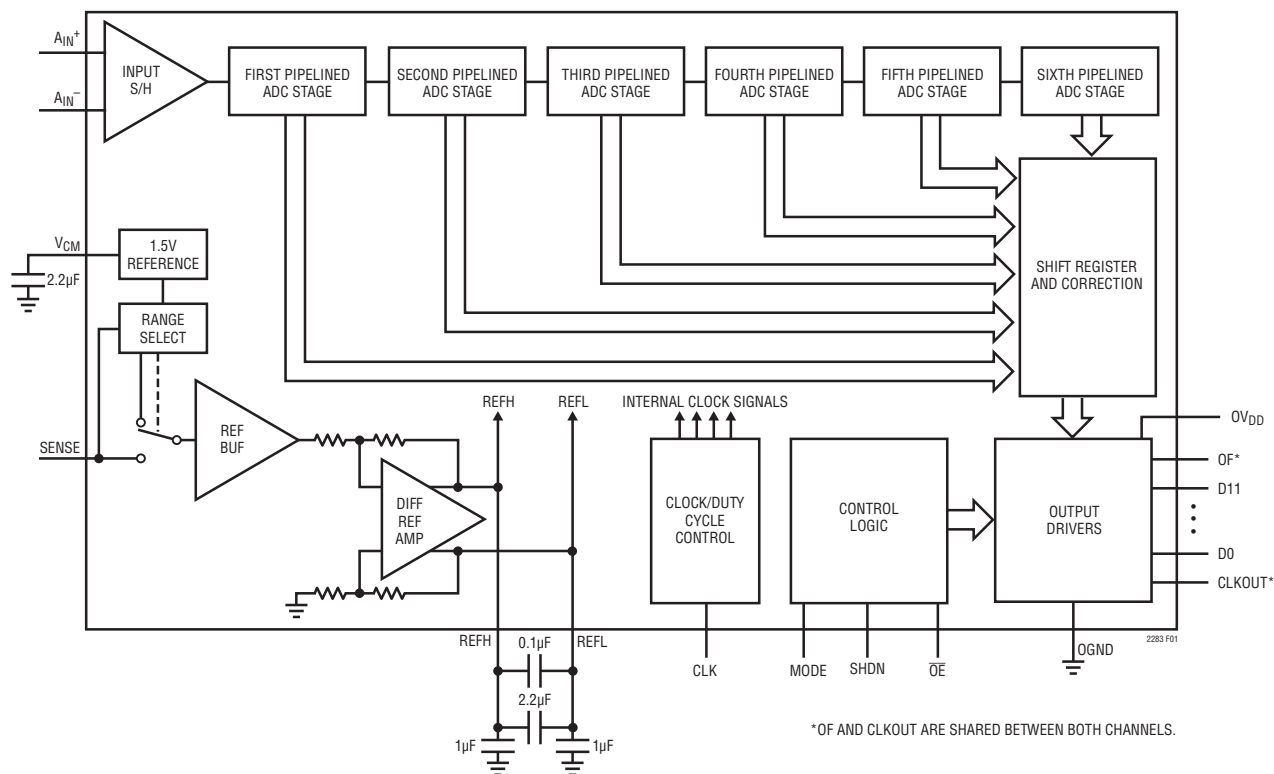 AIN+
AIN−
INPUT
S/H
FIRST PIPELINED
ADC STAGE
SECOND PIPELINED
ADC STAGE
THIRD PIPELINED
ADC STAGE
FOURTH PIPELINED
ADC STAGE
FIFTH PIPELINED
ADC STAGE
SIXTH PIPELINED
ADC STAGE
SHIFT REGISTER
AND CORRECTION
VCM
2.2µF
1.5V
REFERENCE
RANGE
SELECT
SENSE
REF
BUF
DIFF
REF
AMP
REFH
REFL
INTERNAL CLOCK SIGNALS
CLOCK/DUTY
CYCLE
CONTROL
CONTROL
LOGIC
OUTPUT
DRIVERS
OVDD
OF*
D11
D0
CLKOUT*
REFH
0.1µF
REFL
2.2µF
1µF
1µF
CLK
MODE
SHDN
OE
OGND
2283 F01
*OF AND CLKOUT ARE SHARED BETWEEN BOTH CHANNELS.